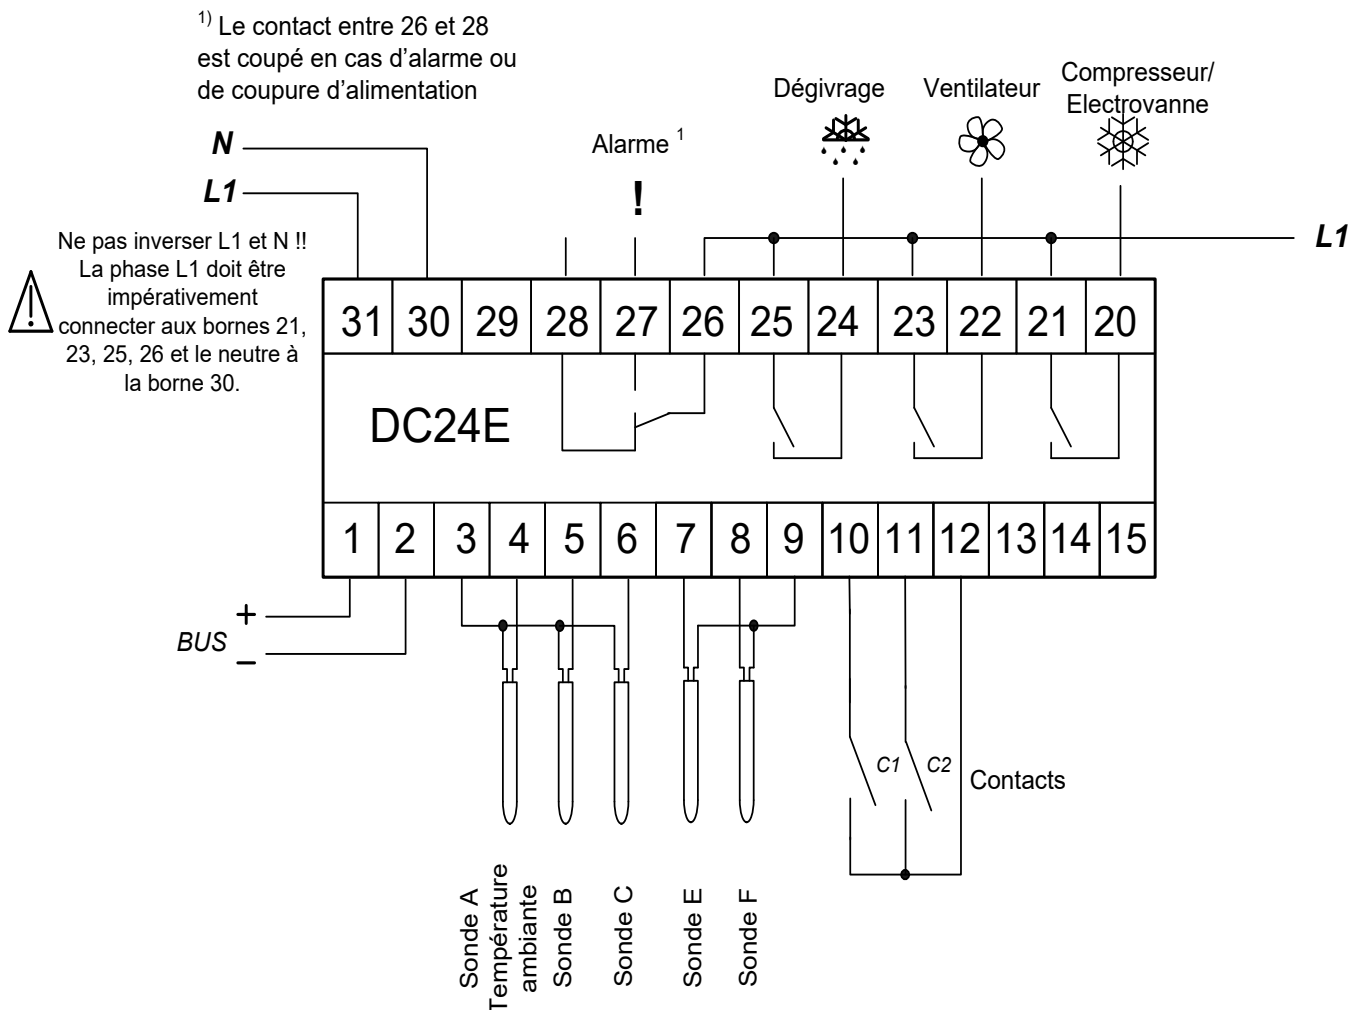 1) Le contact entre 26 et 28
est coupé en cas d'alarme ou
de coupure d'alimentation
Dégivrage
Ventilateur
Compresseur/
Electrovanne
N
Alarme 1
!
L1
L1
Ne pas inverser L1 et N !!
La phase L1 doit être
impérativement
connecter aux bornes 21,
23, 25, 26 et le neutre à
la borne 30.
31 30 29 28 27 26 25 24 23 22 21 20
DC24E
1 2 3 4 5 6 7 8 9 10 11 12 13 14 15
+
BUS
–
C1 C2
Contacts
Sonde A
Température
ambiante
Sonde B
Sonde C
Sonde E
Sonde F